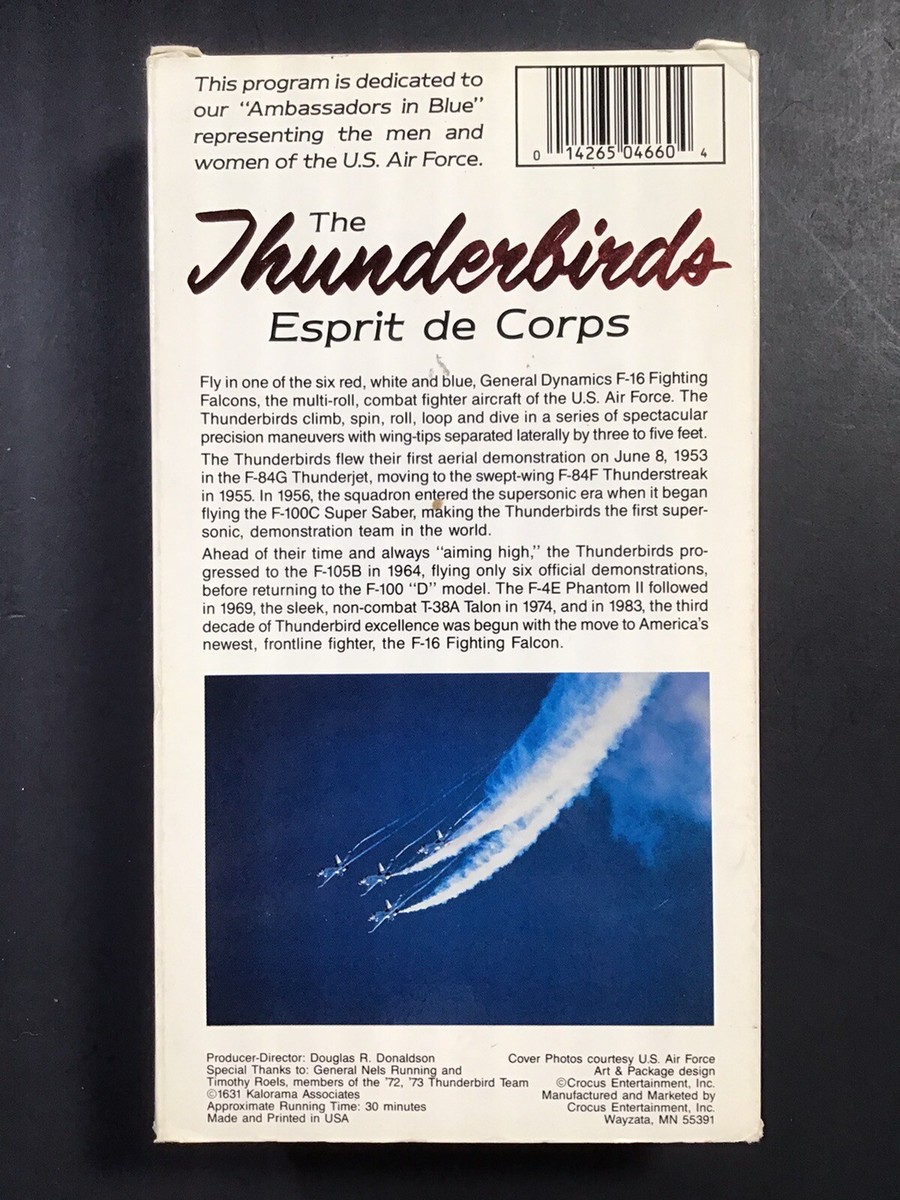 This program is dedicated to
our "Ambassadors in Blue"
representing the men and
women of the U.S. Air Force.
0 14265 04660 4
The
Thunderbirds
Esprit de Corps
Fly in one of the six red, white and blue, General Dynamics F-16 Fighting
Falcons, the multi-roll, combat fighter aircraft of the U.S. Air Force. The
Thunderbirds climb, spin, roll, loop and dive in a series of spectacular
precision maneuvers with wing-tips separated laterally by three to five feet.
The Thunderbirds flew their first aerial demonstration on June 8, 1953
in the F-84G Thunderjet, moving to the swept-wing F-84F Thunderstreak
in 1955. In 1956, the squadron entered the supersonic era when it began
flying the F-100C Super Saber, making the Thunderbirds the first super-
sonic, demonstration team in the world.
Ahead of their time and always "aiming high," the Thunderbirds pro-
gressed to the F-105B in 1964, flying only six official demonstrations,
before returning to the F-100 "D" model. The F-4E Phantom II followed
in 1969, the sleek, non-combat T-38A Talon in 1974, and in 1983, the third
decade of Thunderbird excellence was begun with the move to America's
newest, frontline fighter, the F-16 Fighting Falcon.
Producer-Director: Douglas R. Donaldson
Special Thanks to: General Nels Running and
Timothy Roels, members of the '72, '73 Thunderbird Team
©1631 Kalorama Associates
Approximate Running Time: 30 minutes
Made and Printed in USA
Cover Photos courtesy U.S. Air Force
Art & Package design
©Crocus Entertainment, Inc.
Manufactured and Marketed by
Crocus Entertainment, Inc.
Wayzata, MN 55391